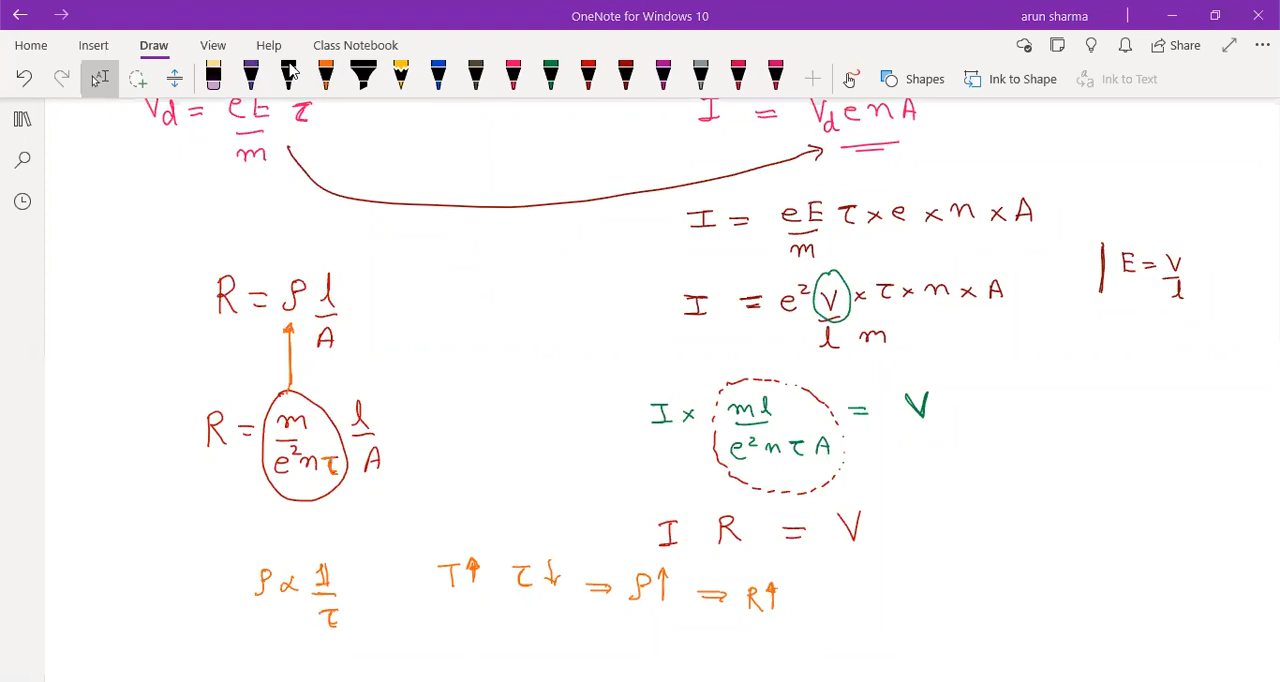 OneNote for Windows 10
arun sharma
Home Insert Draw View Help Class Notebook
Share
Shapes Ink to Shape Ink to Text
Vd = eE/m τ
I = Vd e n A
I = eE/m τ × e × n × A
E = V/l
I = e² V/l m × τ × n × A
R = ρ l/A
I × ml/e² n τ A = V
R = m/e² n τ l/A
I R = V
ρ ∝ 1/τ
T↑ τ↓ ⇒ ρ↑ ⇒ R↑